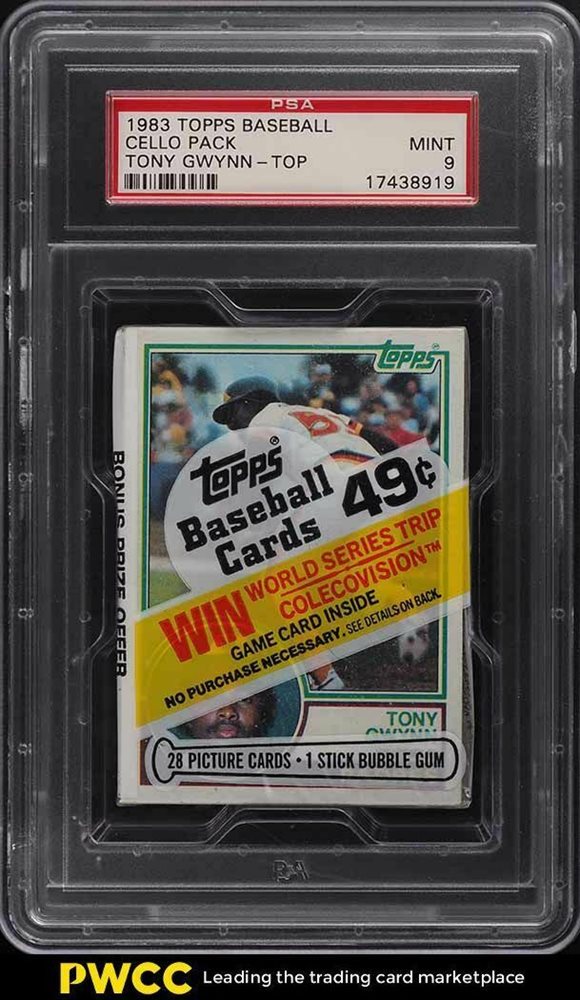 PSA
1983 TOPPS BASEBALL
CELLO PACK MINT
TONY GWYNN - TOP 9
17438919
topps®
topps®
Baseball
Cards 49¢
BONUS PRIZE OFFER
WIN WORLD SERIES TRIP
COLECOVISION™
GAME CARD INSIDE
NO PURCHASE NECESSARY. SEE DETAILS ON BACK.
TONY
GWYNN
28 PICTURE CARDS • 1 STICK BUBBLE GUM
PSA
PWCC Leading the trading card marketplace